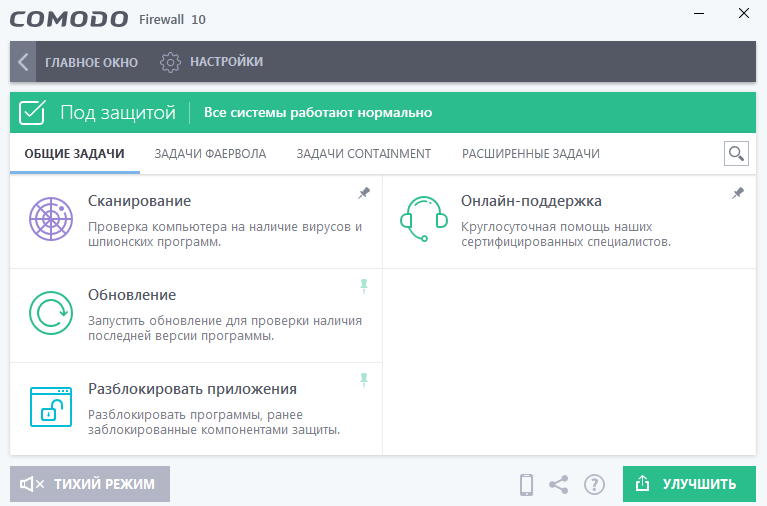 COMODO Firewall 10
ГЛАВНОЕ ОКНО НАСТРОЙКИ
Под защитой Все системы работают нормально
ОБЩИЕ ЗАДАЧИ ЗАДАЧИ ФАЕРВОЛА ЗАДАЧИ CONTAINMENT РАСШИРЕННЫЕ ЗАДАЧИ
Сканирование
Проверка компьютера на наличие вирусов и
шпионских программ.
Онлайн-поддержка
Круглосуточная помощь наших
сертифицированных специалистов.
Обновление
Запустить обновление для проверки наличия
последней версии программы.
Разблокировать приложения
Разблокировать программы, ранее
заблокированные компонентами защиты.
ТИХИЙ РЕЖИМ ? УЛУЧШИТЬ